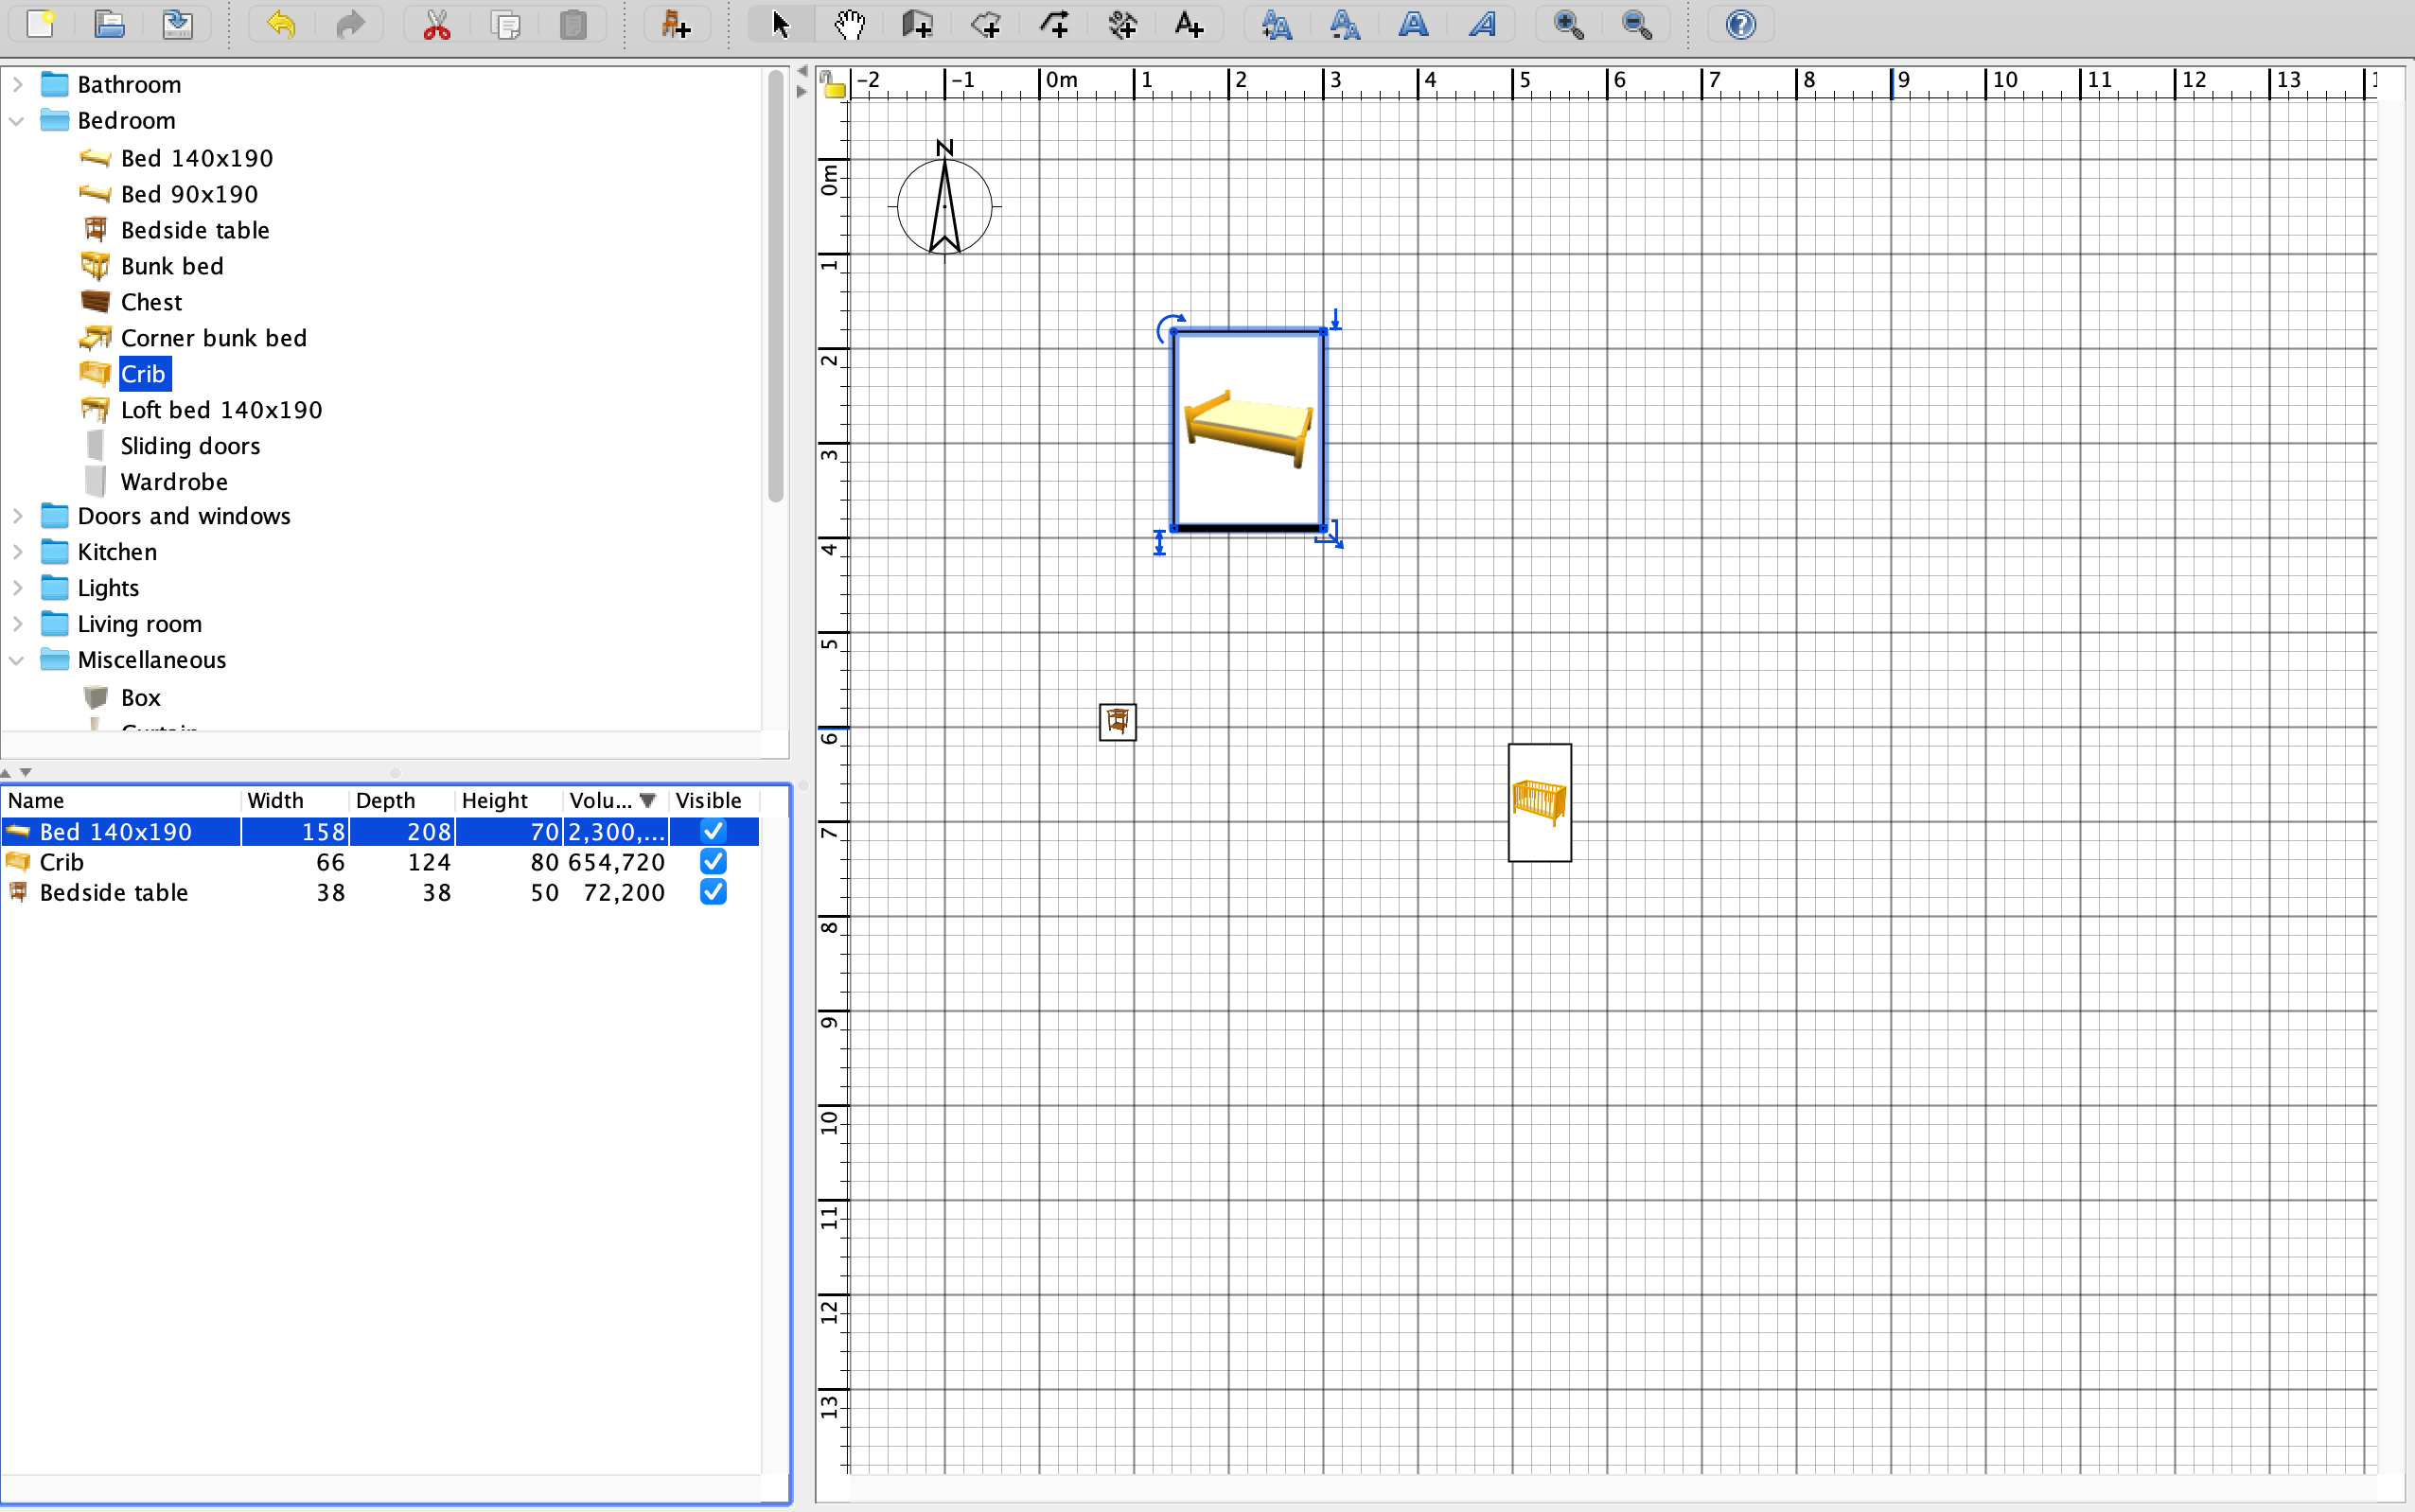 Bathroom
Bedroom
Bed 140x190
Bed 90x190
Bedside table
Bunk bed
Chest
Corner bunk bed
Crib
Loft bed 140x190
Sliding doors
Wardrobe
Doors and windows
Kitchen
Lights
Living room
Miscellaneous
Box
Name Width Depth Height Volu... Visible
Bed 140x190 158 208 70 2,300,...
Crib 66 124 80 654,720
Bedside table 38 38 50 72,200
-2 -1 0m 1 2 3 4 5 6 7 8 9 10 11 12 13
N
0m
1
2
3
4
5
6
7
8
9
10
11
12
13